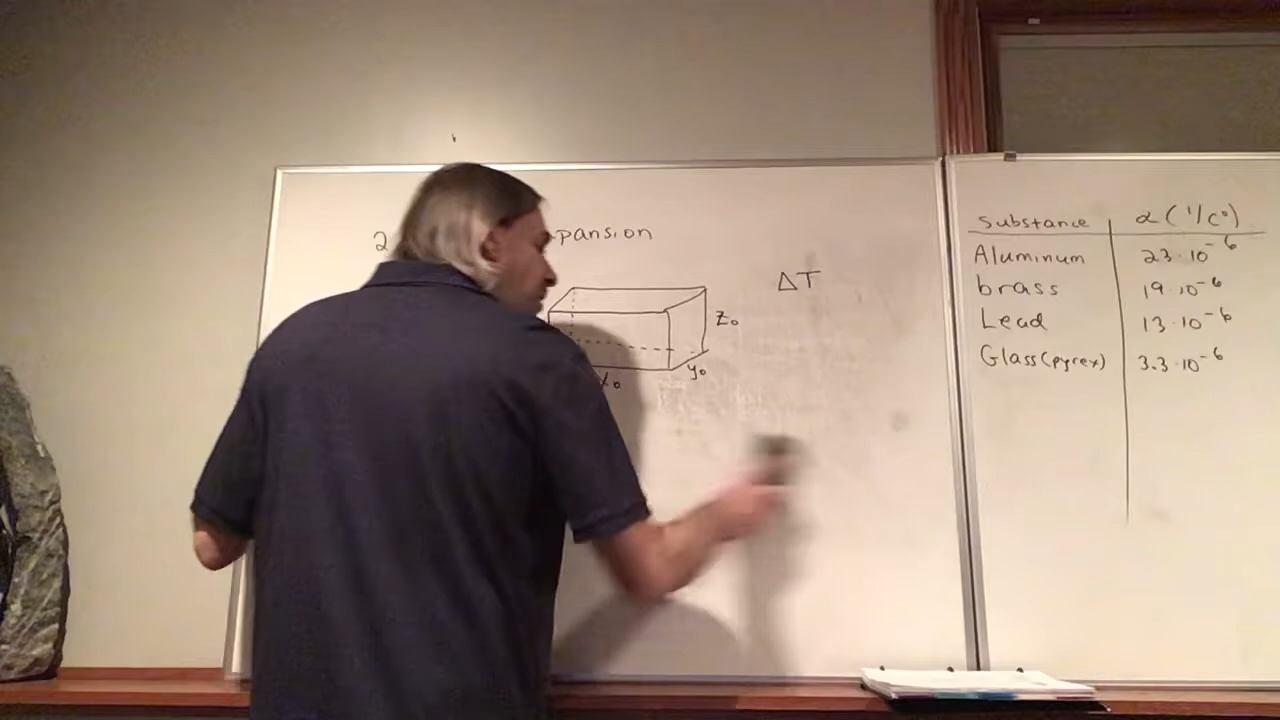 2 pansion
ΔT
z₀
y₀
x₀
Substance α (1/C°)
Aluminum 23·10⁻⁶
brass 19·10⁻⁶
Lead 13·10⁻⁶
Glass(pyrex) 3.3·10⁻⁶